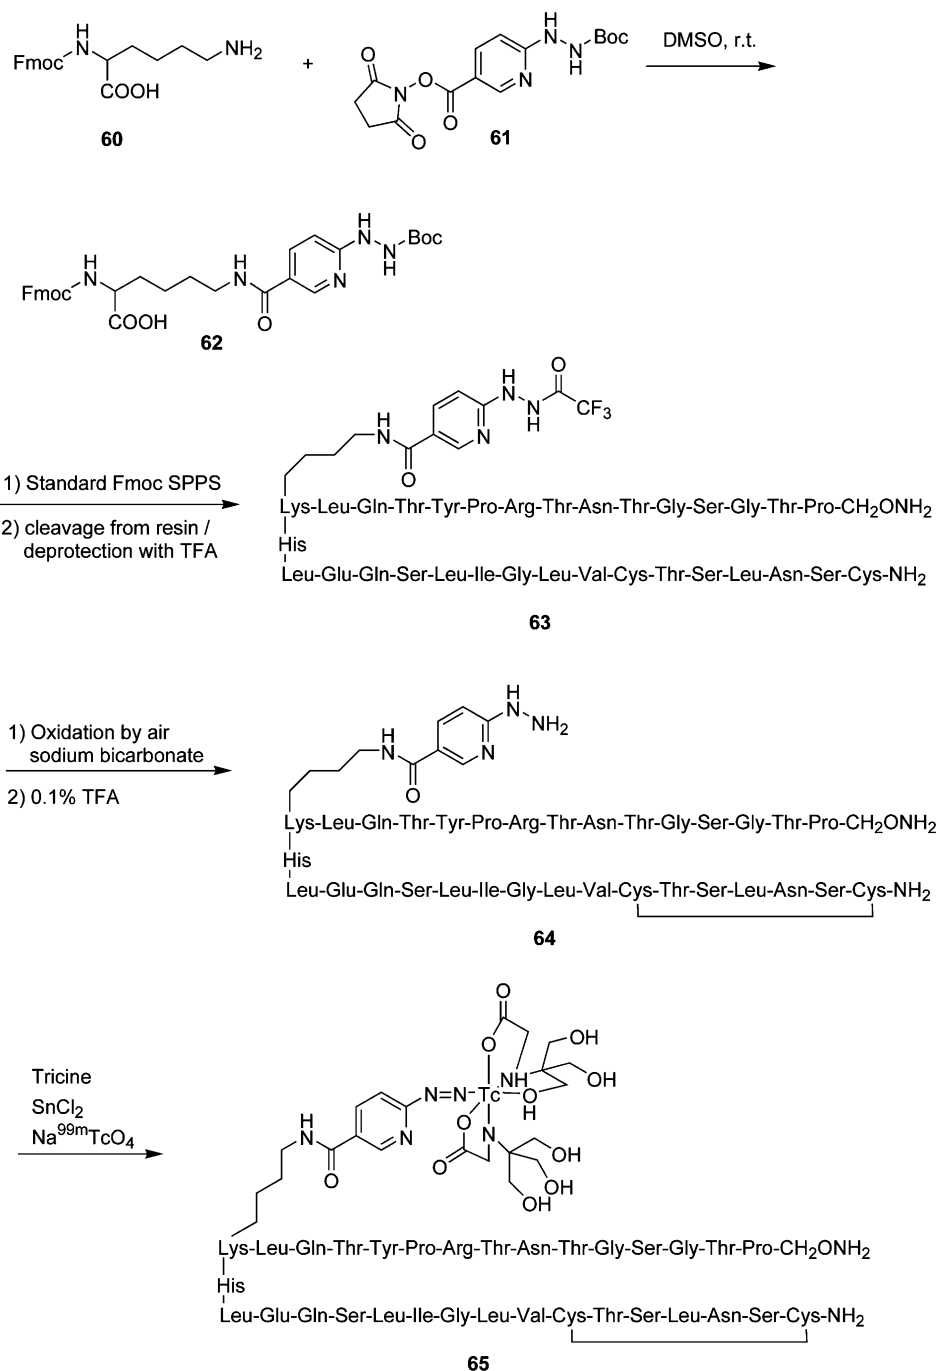 H
N
Fmoc
COOH
NH2
60
+
O
N
O
O
O
61
N
H
N
N
H
Boc
DMSO, r.t.
H
N
Fmoc
COOH
H
N
O
N
H
N
N
H
Boc
62
1) Standard Fmoc SPPS
2) cleavage from resin /
deprotection with TFA
H
N
O
N
H
N
N
H
O
CF3
Lys-Leu-Gln-Thr-Tyr-Pro-Arg-Thr-Asn-Thr-Gly-Ser-Gly-Thr-Pro-CH2ONH2
His
Leu-Glu-Gln-Ser-Leu-Ile-Gly-Leu-Val-Cys-Thr-Ser-Leu-Asn-Ser-Cys-NH2
63
1) Oxidation by air
sodium bicarbonate
2) 0.1% TFA
H
N
O
N
H
N
NH2
Lys-Leu-Gln-Thr-Tyr-Pro-Arg-Thr-Asn-Thr-Gly-Ser-Gly-Thr-Pro-CH2ONH2
His
Leu-Glu-Gln-Ser-Leu-Ile-Gly-Leu-Val-Cys-Thr-Ser-Leu-Asn-Ser-Cys-NH2
64
Tricine
SnCl2
Na99mTcO4
H
N
O
N
N=N-Tc
O
O
NH
OH
OH
O
H
O
O
N
OH
OH
OH
Lys-Leu-Gln-Thr-Tyr-Pro-Arg-Thr-Asn-Thr-Gly-Ser-Gly-Thr-Pro-CH2ONH2
His
Leu-Glu-Gln-Ser-Leu-Ile-Gly-Leu-Val-Cys-Thr-Ser-Leu-Asn-Ser-Cys-NH2
65